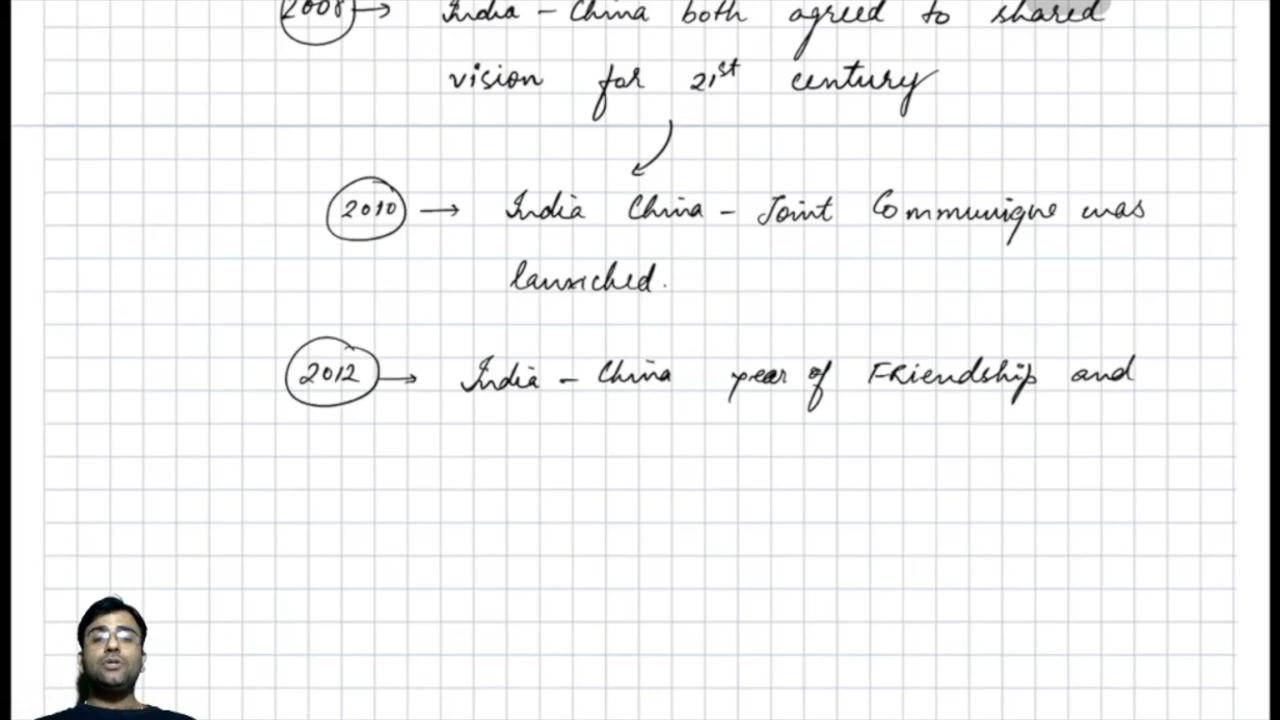 2008 → India - China both agreed to shared
vision for 21st century
2010 → India China - Joint Communique was
launched.
2012 → India - China year of Friendship and